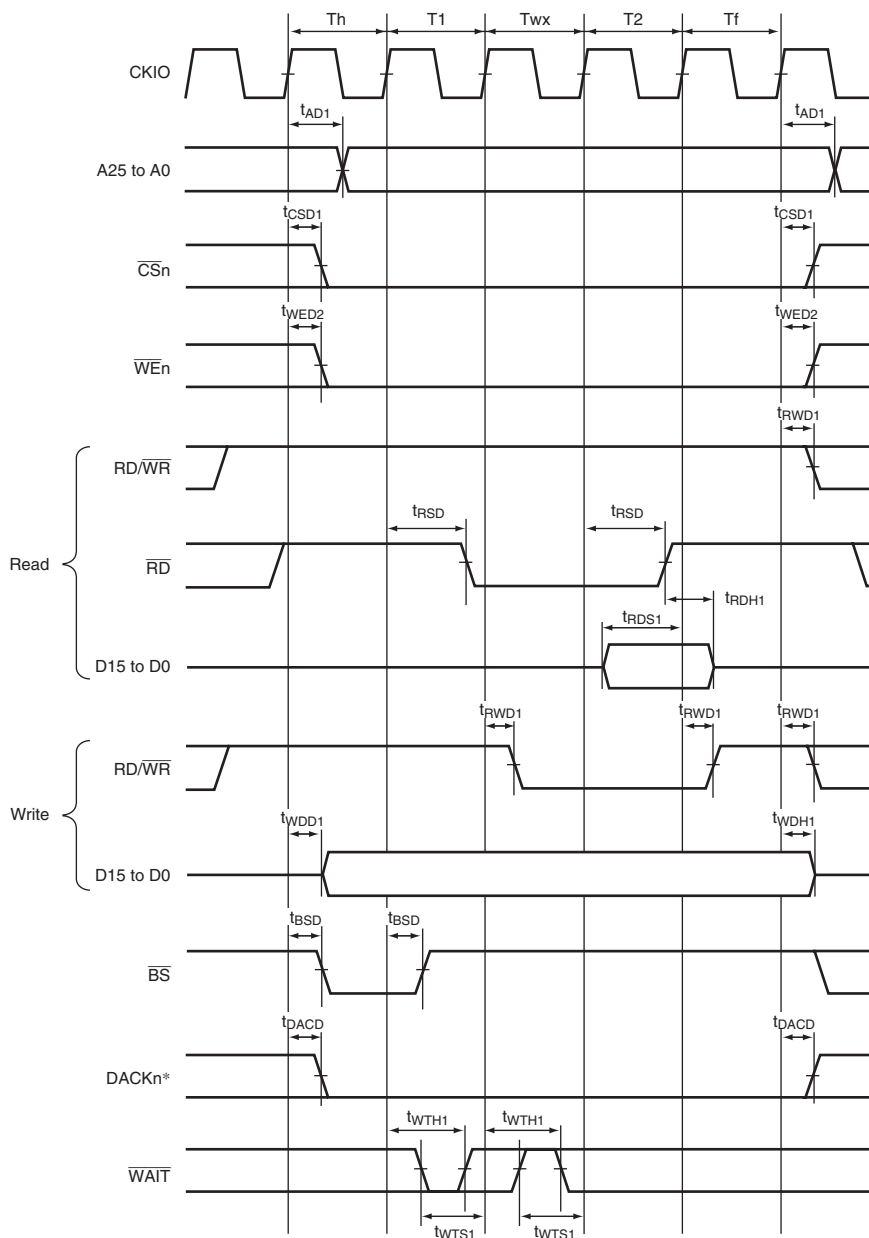 Th T1 Twx T2 Tf
CKIO
tAD1 tAD1
A25 to A0
tCSD1 tCSD1
CSn
tWED2 tWED2
WEn
tRWD1
RD/WR
tRSD tRSD
Read
RD
tRDH1
tRDS1
D15 to D0
tRWD1 tRWD1 tRWD1
RD/WR
Write
tWDD1 tWDH1
D15 to D0
tBSD tBSD
BS
tDACD tDACD
DACKn*
tWTH1 tWTH1
WAIT
tWTS1 tWTS1